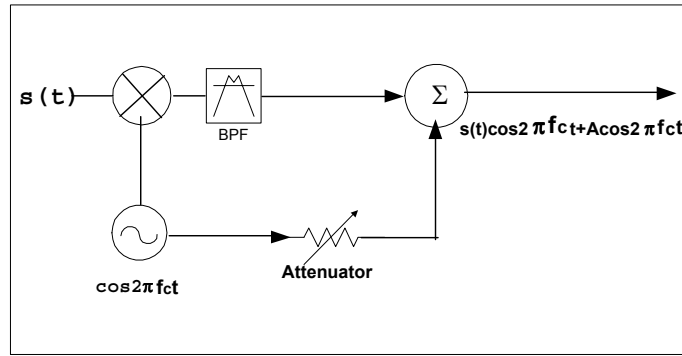 s(t)
BPF
Σ
s(t)cos2πfct+Acos2πfct
Attenuator
cos2πfct